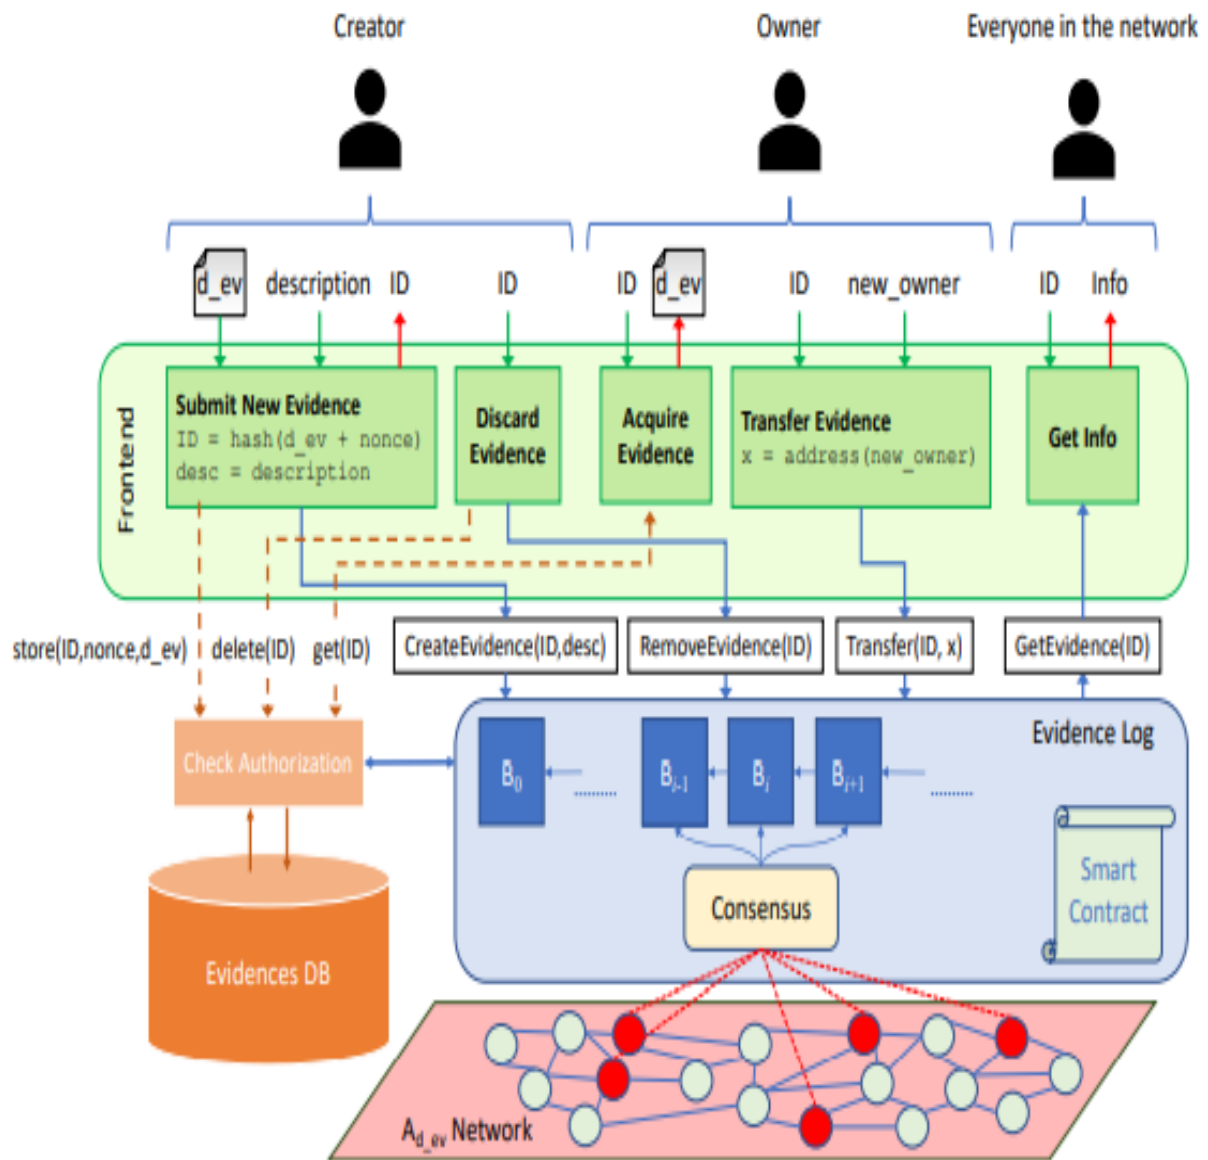 Creator
Owner
Everyone in the network
d_ev
description
ID
ID
ID
d_ev
ID
new_owner
ID
Info
Frontend
Submit New Evidence
ID = hash(d_ev + nonce)
desc = description
Discard
Evidence
Acquire
Evidence
Transfer Evidence
x = address(new_owner)
Get Info
store(ID,nonce,d_ev)
delete(ID)
get(ID)
CreateEvidence(ID,desc)
RemoveEvidence(ID)
Transfer(ID, x)
GetEvidence(ID)
Check Authorization
Evidence Log
B0
.........
Bi-1
Bi
Bi+1
.........
Smart
Contract
Consensus
Evidences DB
Ad_ev Network